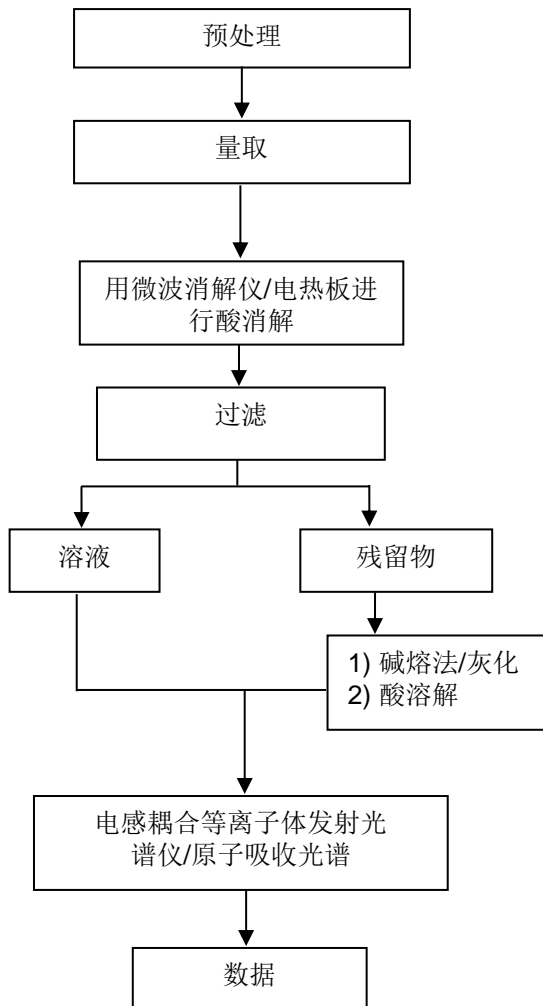 预处理
量取
用微波消解仪/电热板进
行酸消解
过滤
溶液
残留物
1) 碱熔法/灰化
2) 酸溶解
电感耦合等离子体发射光
谱仪/原子吸收光谱
数据